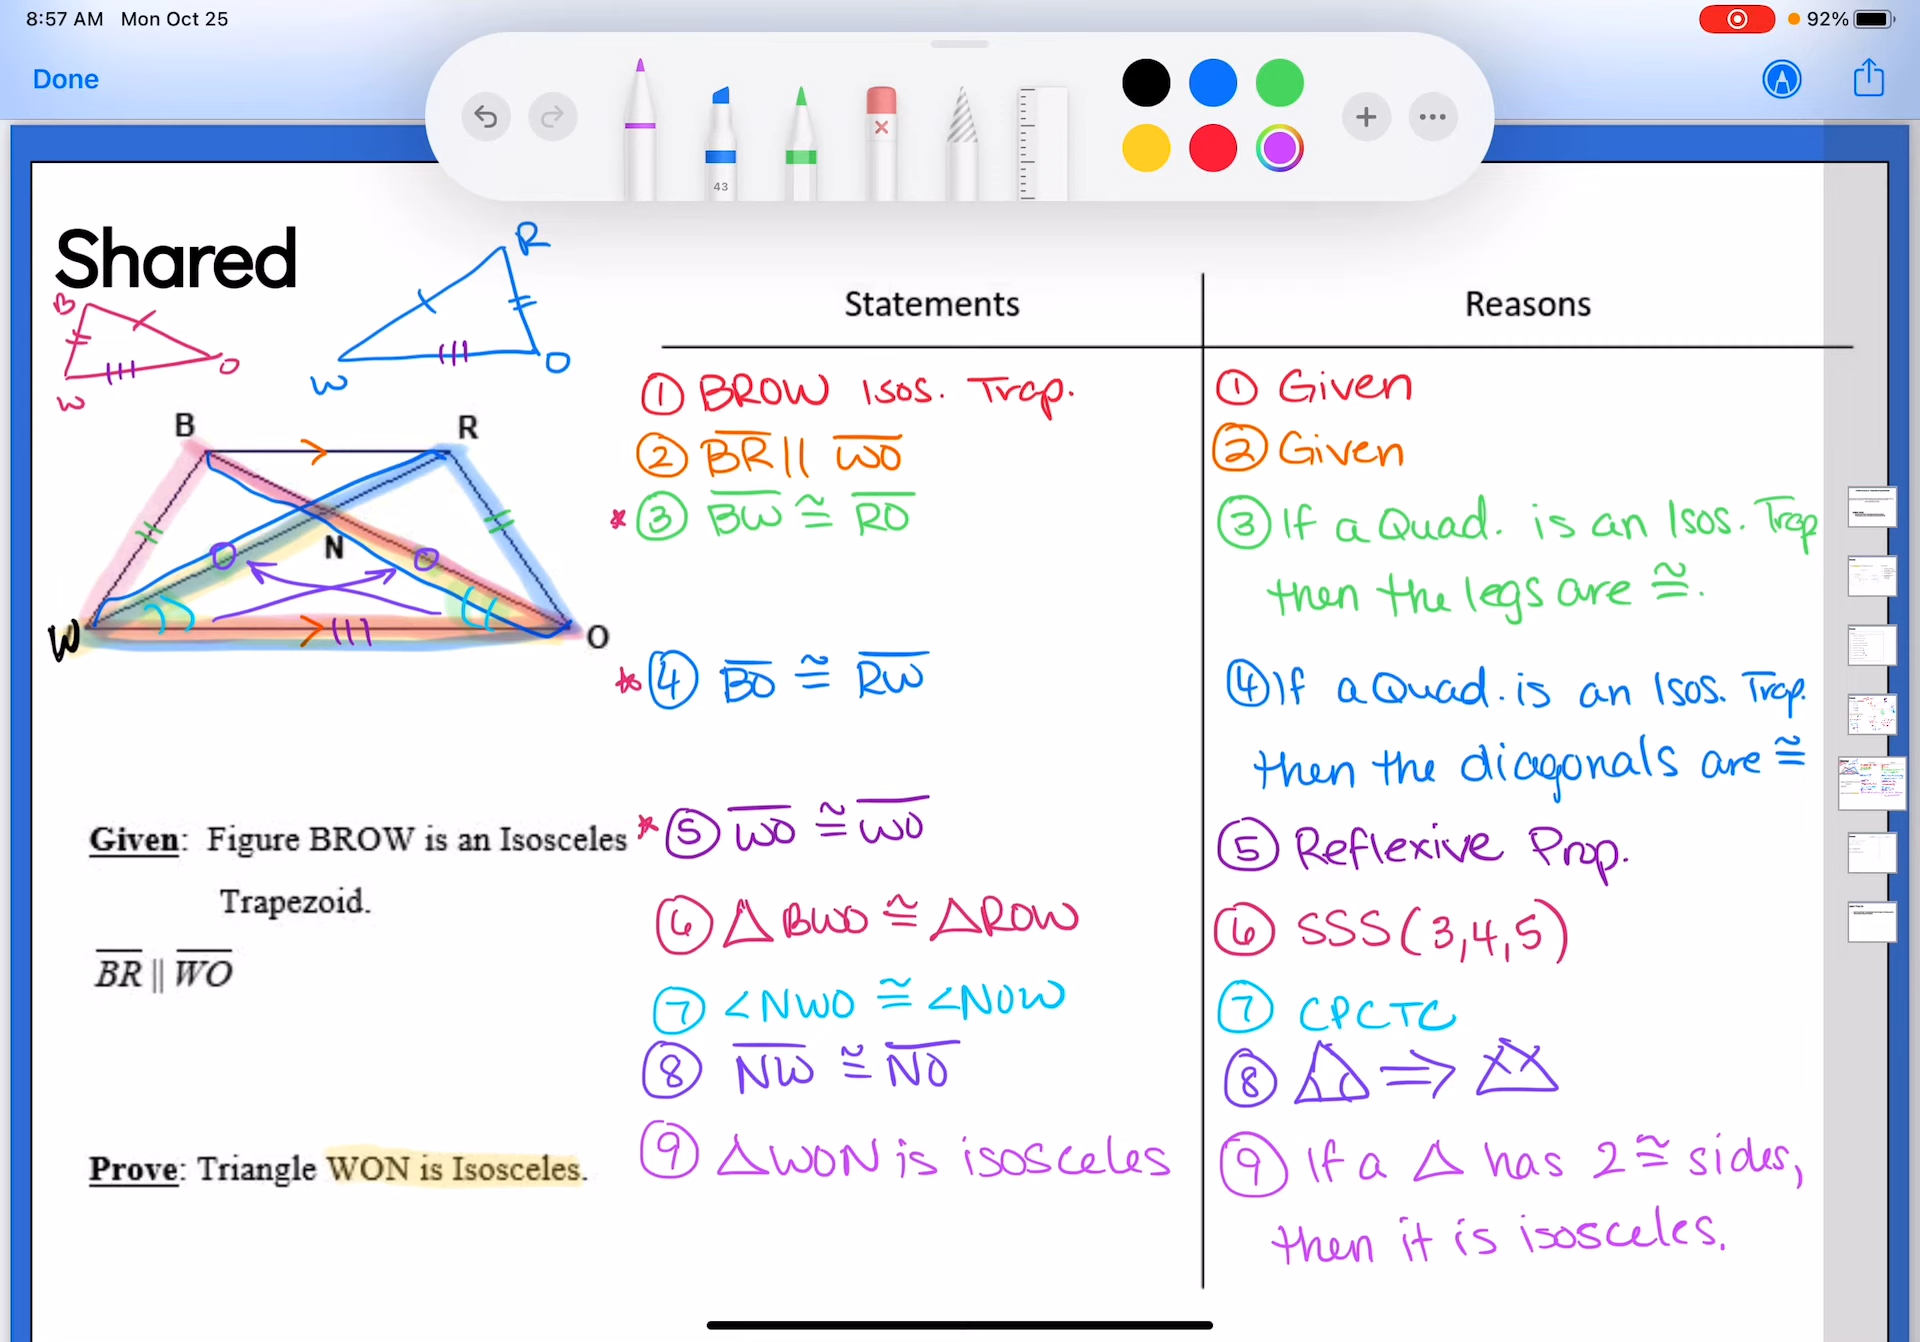 8:57 AM Mon Oct 25
92%
Done
43
Shared
B
O
W
R
W
O
B
R
N
W
O
Given: Figure BROW is an Isosceles
Trapezoid.
BR || WO
Prove: Triangle WON is Isosceles.
Statements
① BROW Isos. Trap.
② BR || WO
* ③ BW ≅ RO
* ④ BO ≅ RW
* ⑤ WO ≅ WO
⑥ △BWO ≅ △ROW
⑦ ∠NWO ≅ ∠NOW
⑧ NW ≅ NO
⑨ △WON is isosceles
Reasons
① Given
② Given
③ If a Quad. is an Isos. Trap
then the legs are ≅.
④ If a Quad. is an Isos. Trap.
then the diagonals are ≅
⑤ Reflexive Prop.
⑥ SSS (3,4,5)
⑦ CPCTC
⑧ △ ⇒ △
⑨ If a △ has 2 ≅ sides,
then it is isosceles.